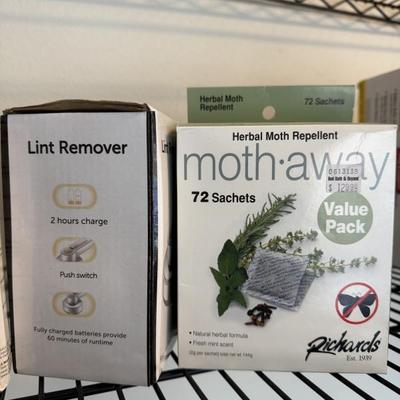 Lint Remover
2 hours charge
Push switch
Fully charged batteries provide
60 minutes of runtime
Herbal Moth
Repellent
72 Sachets
Herbal Moth Repellent
moth·away
72 Sachets
Value
Pack
• Natural herbal formula
• Fresh mint scent
Richards
Est. 1939